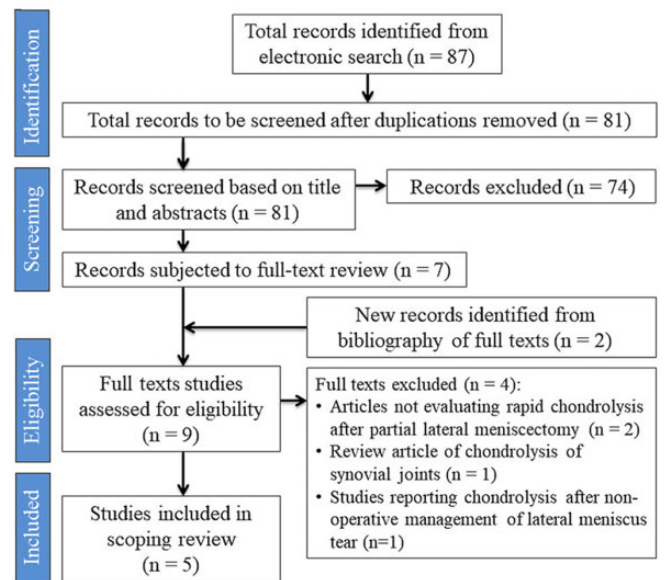 Identification
Total records identified from
electronic search (n = 87)
Total records to be screened after duplications removed (n = 81)
Screening
Records screened based on title
and abstracts (n = 81)
Records excluded (n = 74)
Records subjected to full-text review (n = 7)
New records identified from
bibliography of full texts (n = 2)
Eligibility
Full texts studies
assessed for eligibility
(n = 9)
Full texts excluded (n = 4):
• Articles not evaluating rapid chondrolysis
after partial lateral meniscectomy (n = 2)
• Review article of chondrolysis of
synovial joints (n = 1)
• Studies reporting chondrolysis after non-
operative management of lateral meniscus
tear (n=1)
Included
Studies included in
scoping review
(n = 5)